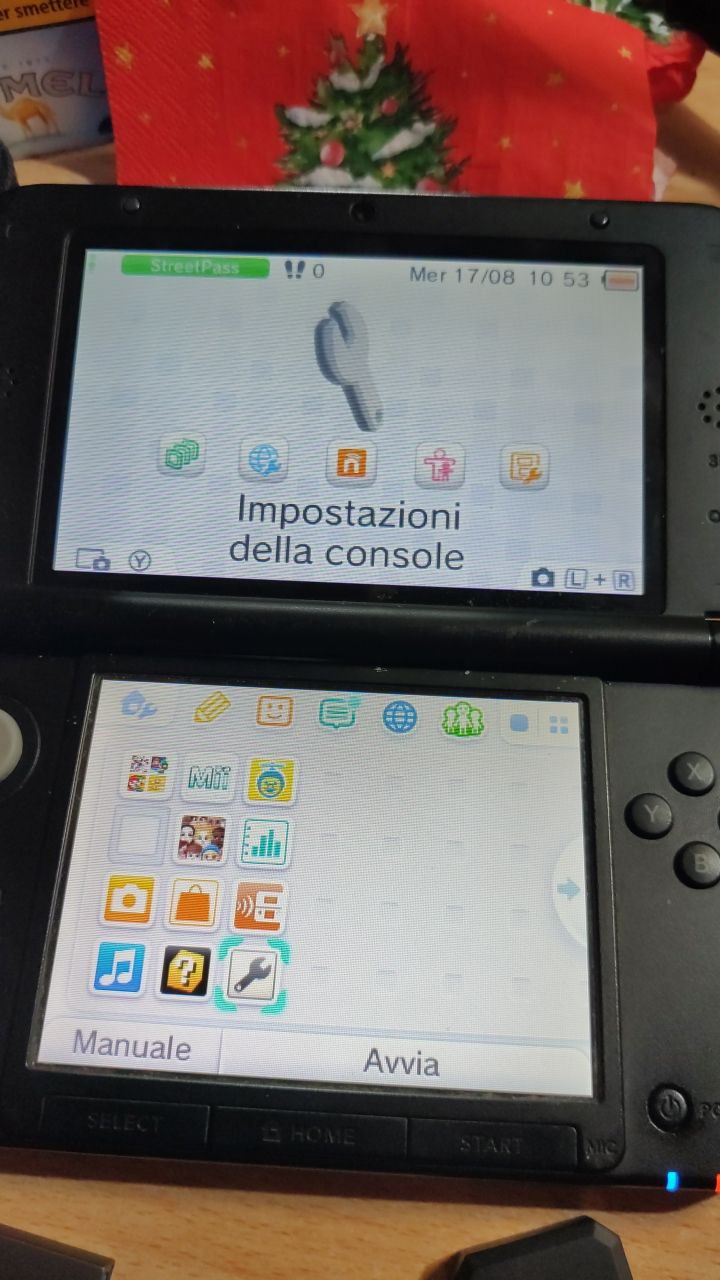 er smettere
MEL
StreetPass
0
Mer 17/08 10 53
Impostazioni
della console
Y
L + R
3
Mii
?
X
Y
B
Manuale
Avvia
SELECT
HOME
START
MIC